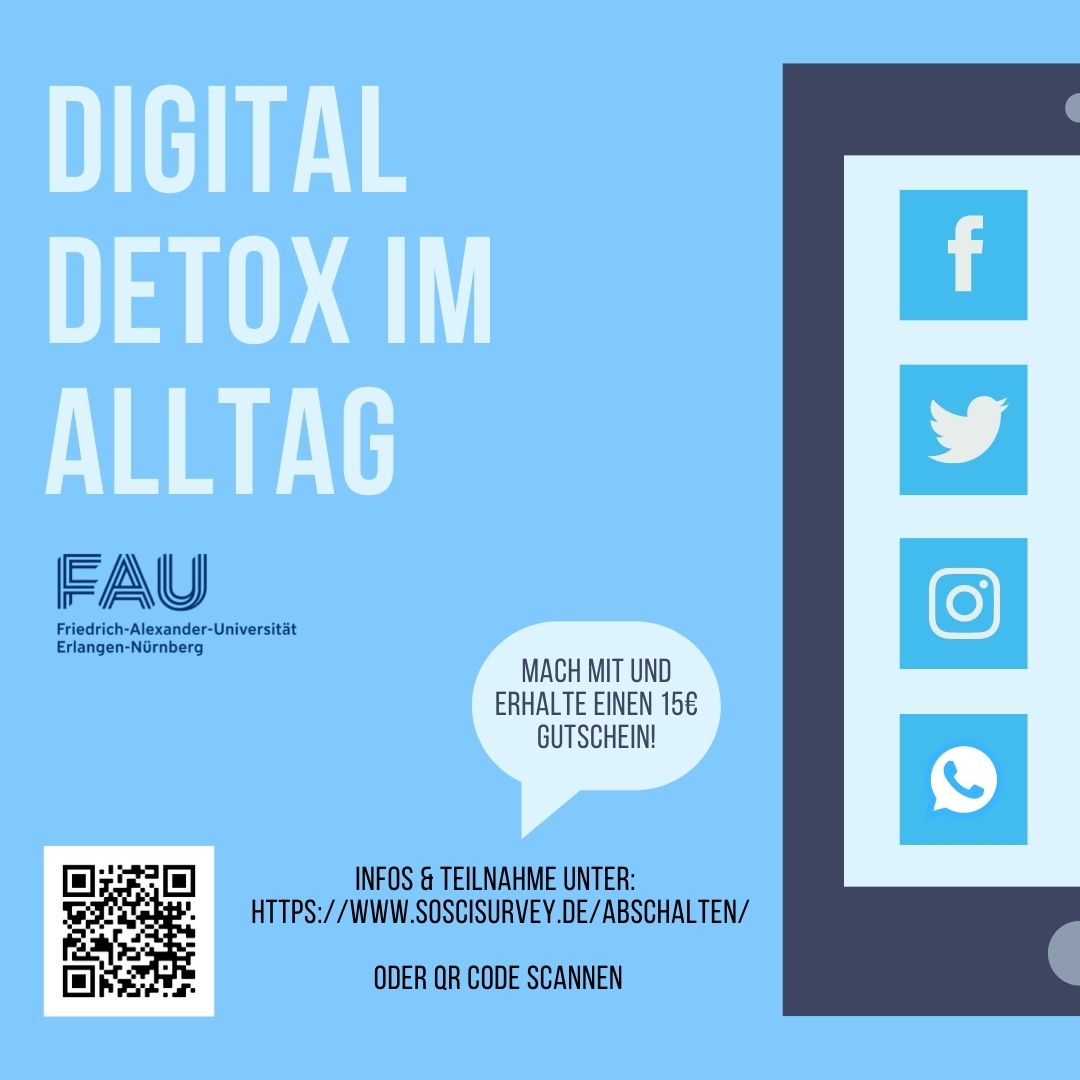 DIGITAL
DETOX IM
ALLTAG
FAU
Friedrich-Alexander-Universität
Erlangen-Nürnberg
MACH MIT UND
ERHALTE EINEN 15€
GUTSCHEIN!
INFOS & TEILNAHME UNTER:
HTTPS://WWW.SOSCISURVEY.DE/ABSCHALTEN/
ODER QR CODE SCANNEN